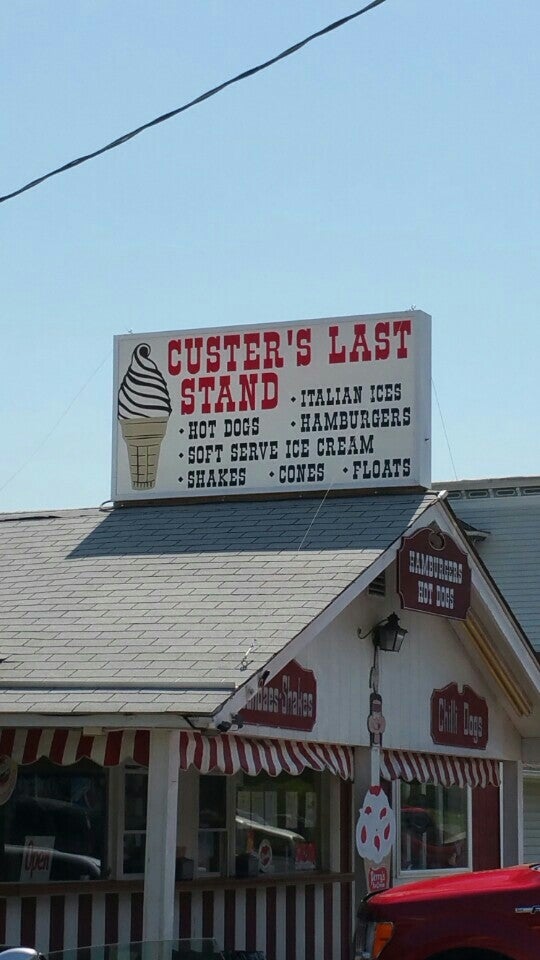 CUSTER'S LAST
STAND
• ITALIAN ICES
• HOT DOGS • HAMBURGERS
• SOFT SERVE ICE CREAM
• SHAKES • CONES • FLOATS
HAMBURGERS
HOT DOGS
Shakes
Chili Dogs
Open